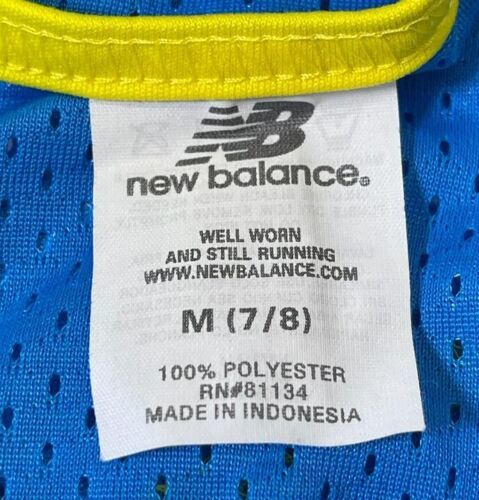 NB
new balance®
WELL WORN
AND STILL RUNNING
WWW.NEWBALANCE.COM
M (7/8)
100% POLYESTER
RN#81134
MADE IN INDONESIA